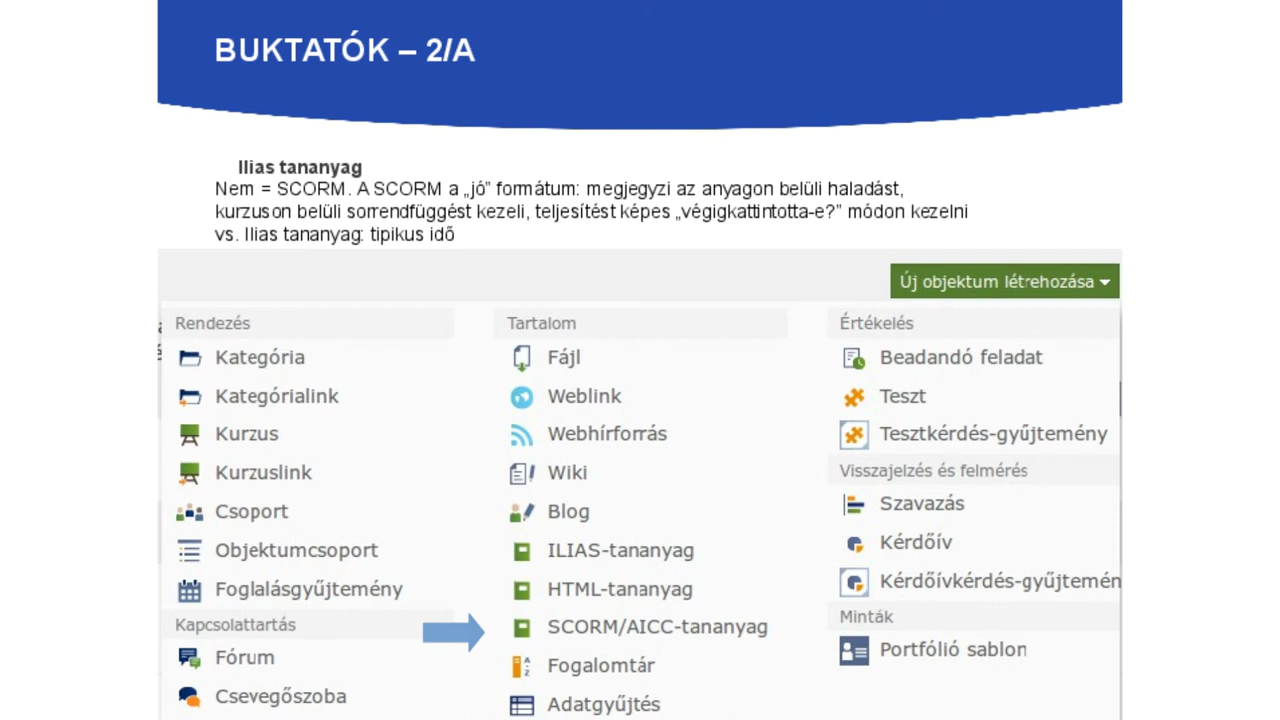 BUKTATÓK – 2/A
Ilias tananyag
Nem = SCORM. A SCORM a „jó” formátum: megjegyzi az anyagon belüli haladást,
kurzuson belüli sorrendfüggést kezeli, teljesítést képes „végigkattintotta-e?” módon kezelni
vs. Ilias tananyag: tipikus idő
Új objektum létrehozása
Rendezés
Kategória
Kategórialink
Kurzus
Kurzuslink
Csoport
Objektumcsoport
Foglalásgyűjtemény
Kapcsolattartás
Fórum
Csevegőszoba
Tartalom
Fájl
Weblink
Webhírforrás
Wiki
Blog
ILIAS-tananyag
HTML-tananyag
SCORM/AICC-tananyag
Fogalomtár
Adatgyűjtés
Értékelés
Beadandó feladat
Teszt
Tesztkérdés-gyűjtemény
Visszajelzés és felmérés
Szavazás
Kérdőív
Kérdőívkérdés-gyűjtemén
Minták
Portfólió sablon